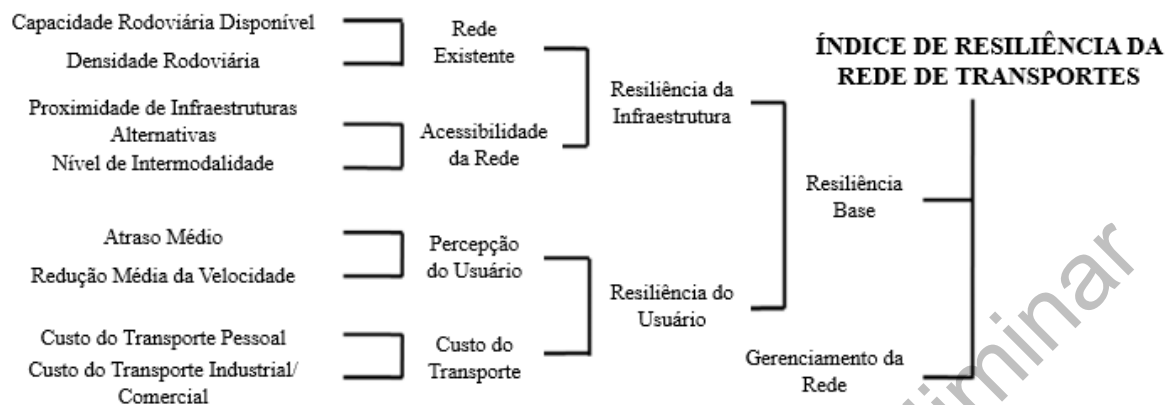 Capacidade Rodoviária Disponível
Densidade Rodoviária
Proximidade de Infraestruturas
Alternativas
Nível de Intermodalidade
Atraso Médio
Redução Média da Velocidade
Custo do Transporte Pessoal
Custo do Transporte Industrial/
Comercial
Rede
Existente
Acessibilidade
da Rede
Percepção
do Usuário
Custo do
Transporte
Resiliência da
Infraestrutura
Resiliência do
Usuário
Resiliência
Base
Gerenciamento da
Rede
ÍNDICE DE RESILIÊNCIA DA
REDE DE TRANSPORTES